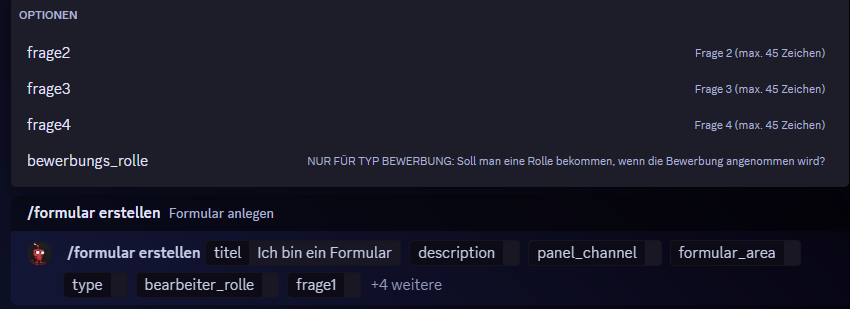 OPTIONEN
frage2 Frage 2 (max. 45 Zeichen)
frage3 Frage 3 (max. 45 Zeichen)
frage4 Frage 4 (max. 45 Zeichen)
bewerbungs_rolle NUR FÜR TYP BEWERBUNG: Soll man eine Rolle bekommen, wenn die Bewerbung angenommen wird?
/formular erstellen Formular anlegen
/formular erstellen titel Ich bin ein Formular description panel_channel formular_area
type bearbeiter_rolle frage1 +4 weitere